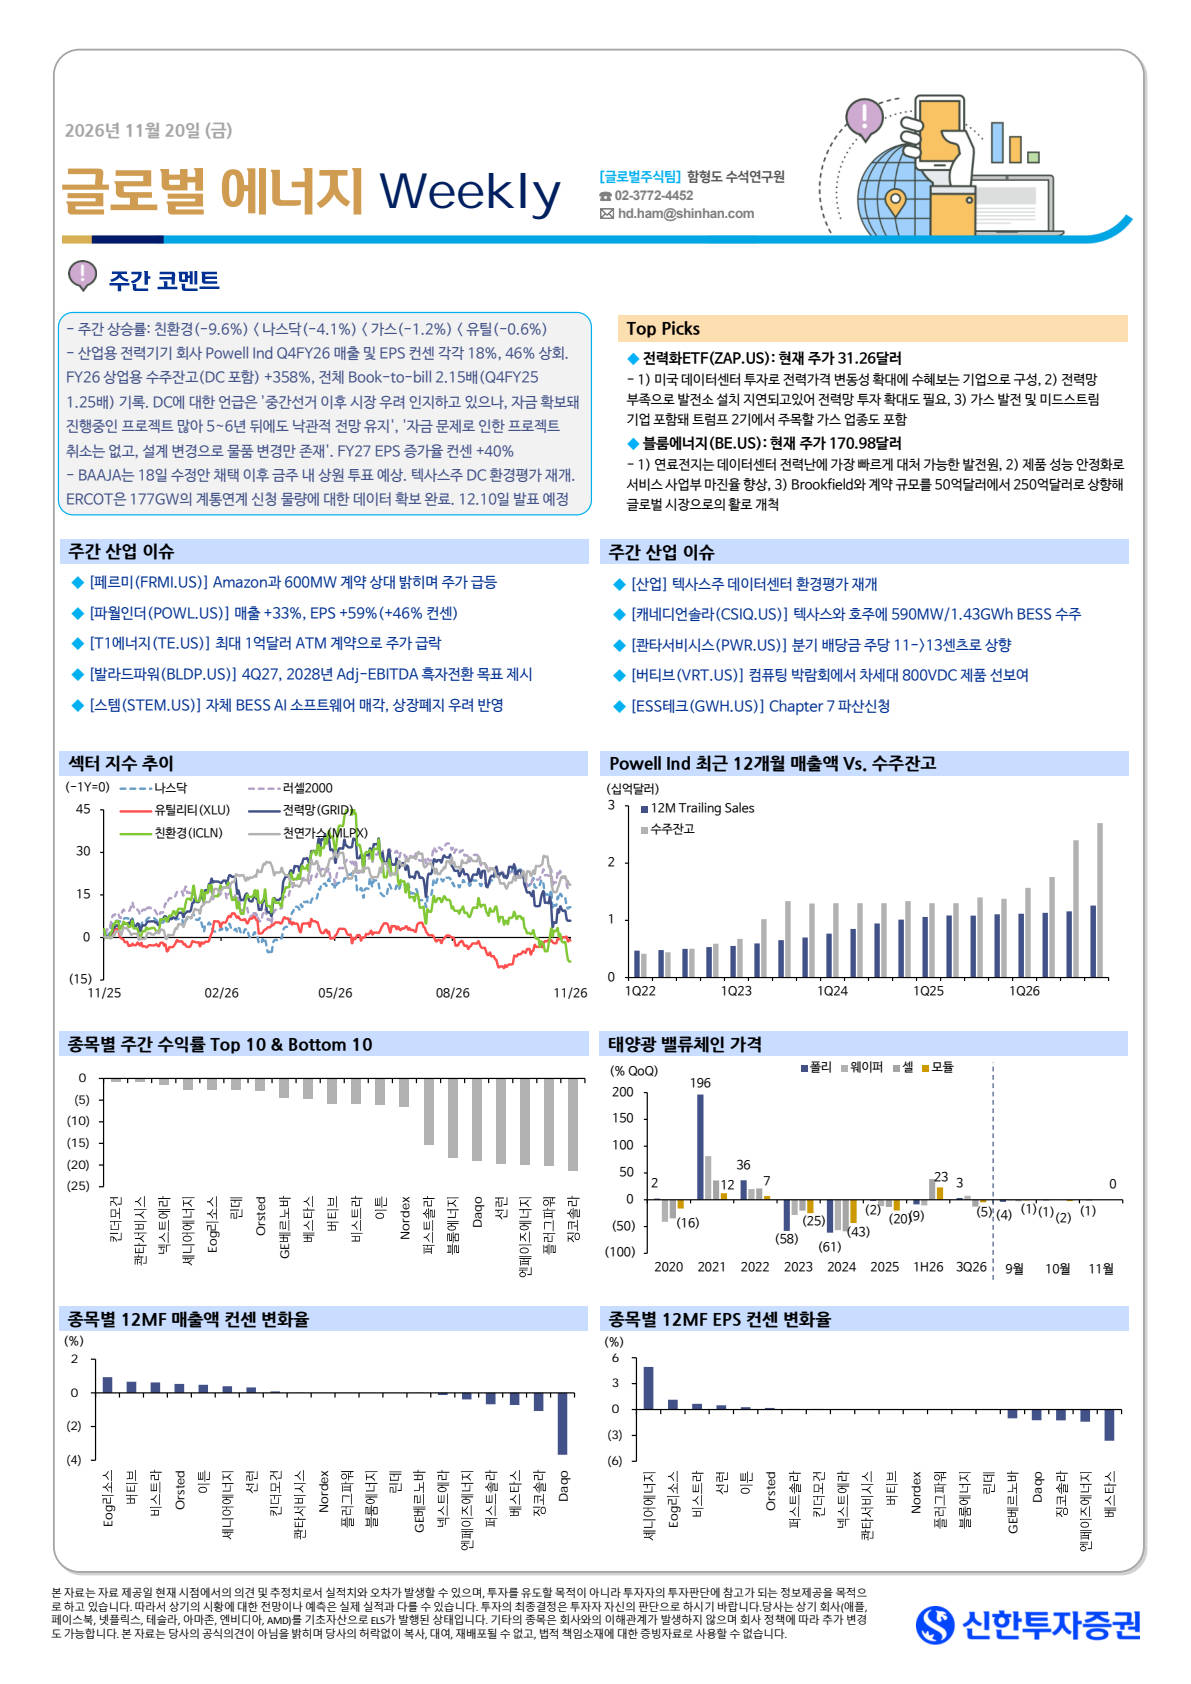 2026년 11월 20일 (금)
글로벌 에너지 Weekly
[글로벌주식팀] 함형도 수석연구원
☎ 02-3772-4452
✉ hd.ham@shinhan.com
주간 코멘트
- 주간 상승률: 친환경(-9.6%) < 나스닥(-4.1%) < 가스(-1.2%) < 유틸(-0.6%)
- 산업용 전력기기 회사 Powell Ind Q4FY26 매출 및 EPS 컨센 각각 18%, 46% 상회.
FY26 상업용 수주잔고(DC 포함) +358%, 전체 Book-to-bill 2.15배(Q4FY25
1.25배) 기록. DC에 대한 언급은 '중간선거 이후 시장 우려 인지하고 있으나, 자금 확보돼
진행중인 프로젝트 많아 5~6년 뒤에도 낙관적 전망 유지', '자금 문제로 인한 프로젝트
취소는 없고, 설계 변경으로 물품 변경만 존재'. FY27 EPS 증가율 컨센 +40%
- BAAJA는 18일 수정안 채택 이후 금주 내 상원 투표 예상. 텍사스주 DC 환경평가 재개.
ERCOT은 177GW의 계통연계 신청 물량에 대한 데이터 확보 완료. 12.10일 발표 예정
Top Picks
◆ 전력화ETF(ZAP.US): 현재 주가 31.26달러
- 1) 미국 데이터센터 투자로 전력가격 변동성 확대에 수혜보는 기업으로 구성, 2) 전력망
부족으로 발전소 설치 지연되고있어 전력망 투자 확대도 필요, 3) 가스 발전 및 미드스트림
기업 포함돼 트럼프 2기에서 주목할 가스 업종도 포함
◆ 블룸에너지(BE.US): 현재 주가 170.98달러
- 1) 연료전지는 데이터센터 전력난에 가장 빠르게 대처 가능한 발전원, 2) 제품 성능 안정화로
서비스 사업부 마진율 향상, 3) Brookfield와 계약 규모를 50억달러에서 250억달러로 상향해
글로벌 시장으로의 활로 개척
주간 산업 이슈
◆ [페르미(FRMI.US)] Amazon과 600MW 계약 상대 밝히며 주가 급등
◆ [파월인더(POWL.US)] 매출 +33%, EPS +59%(+46% 컨센)
◆ [T1에너지(TE.US)] 최대 1억달러 ATM 계약으로 주가 급락
◆ [발라드파워(BLDP.US)] 4Q27, 2028년 Adj-EBITDA 흑자전환 목표 제시
◆ [스템(STEM.US)] 자체 BESS AI 소프트웨어 매각, 상장폐지 우려 반영
주간 산업 이슈
◆ [산업] 텍사스주 데이터센터 환경평가 재개
◆ [캐네디언솔라(CSIQ.US)] 텍사스와 호주에 590MW/1.43GWh BESS 수주
◆ [콴타서비시스(PWR.US)] 분기 배당금 주당 11->13센츠로 상향
◆ [버티브(VRT.US)] 컴퓨팅 박람회에서 차세대 800VDC 제품 선보여
◆ [ESS테크(GWH.US)] Chapter 7 파산신청
섹터 지수 추이
(-1Y=0)
나스닥 러셀2000
유틸리티(XLU) 전력망(GRID)
친환경(ICLN) 천연가스(MLPX)
45
30
15
0
(15)
11/25 02/26 05/26 08/26 11/26
Powell Ind 최근 12개월 매출액 Vs. 수주잔고
(십억달러)
12M Trailing Sales
수주잔고
3
2
1
0
1Q22 1Q23 1Q24 1Q25 1Q26
종목별 주간 수익률 Top 10 & Bottom 10
0
(5)
(10)
(15)
(20)
(25)
킨더모건 콴타서비시스 넥스트에라 세니어에너지 Eog리소스 린데 Orsted GE베르노바 베스타스 버티브 비스트라 이튼 Nordex 퍼스트솔라 블룸에너지 Daqo 선런 엔페이즈에너지 플러그파워 징코솔라
태양광 밸류체인 가격
(% QoQ)
폴리 웨이퍼 셀 모듈
200
150
100
50
0
(50)
(100)
2 (16) 196 12 36 7 (58) (25) (61) (43) (2) (20) (9) 23 3 (5) (4) (1) (1) (2) (1) 0
2020 2021 2022 2023 2024 2025 1H26 3Q26 9월 10월 11월
종목별 12MF 매출액 컨센 변화율
(%)
2
0
(2)
(4)
Eog리소스 버티브 비스트라 Orsted 이튼 세니어에너지 선런 킨더모건 콴타서비시스 Nordex 플러그파워 블룸에너지 린데 GE베르노바 넥스트에라 엔페이즈에너지 퍼스트솔라 베스타스 징코솔라 Daqo
종목별 12MF EPS 컨센 변화율
(%)
6
3
0
(3)
(6)
세니어에너지 Eog리소스 비스트라 선런 이튼 Orsted 퍼스트솔라 킨더모건 넥스트에라 콴타서비시스 버티브 Nordex 플러그파워 블룸에너지 린데 GE베르노바 Daqo 징코솔라 엔페이즈에너지 베스타스
본 자료는 자료 제공일 현재 시점에서의 의견 및 추정치로서 실적치와 오차가 발생할 수 있으며, 투자를 유도할 목적이 아니라 투자자의 투자판단에 참고가 되는 정보제공을 목적으
로 하고 있습니다. 따라서 상기의 시황에 대한 전망이나 예측은 실제 실적과 다를 수 있습니다. 투자의 최종결정은 투자자 자신의 판단으로 하시기 바랍니다.당사는 상기 회사(애플,
페이스북, 넷플릭스, 테슬라, 아마존, 엔비디아, AMD)를 기초자산으로 ELS가 발행된 상태입니다. 기타의 종목은 회사와의 이해관계가 발생하지 않으며 회사 정책에 따라 추가 변경
도 가능합니다. 본 자료는 당사의 공식의견이 아님을 밝히며 당사의 허락없이 복사, 대여, 재배포될 수 없고, 법적 책임소재에 대한 증빙자료로 사용할 수 없습니다.
신한투자증권